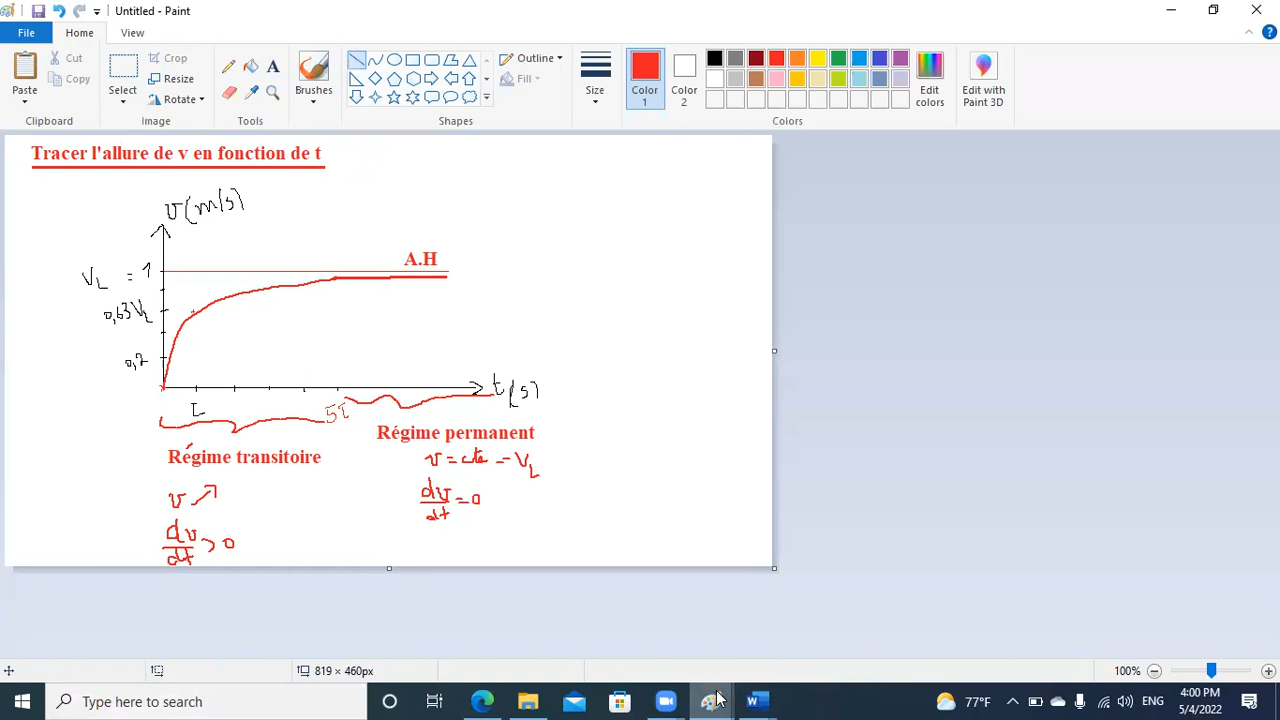 Untitled - Paint
File Home View
Paste
Cut
Copy
Clipboard
Select
Crop
Resize
Rotate
Image
A
Tools
Brushes
Outline
Fill
Shapes
Size
Color 1
Color 2
Edit colors
Colors
Edit with Paint 3D
Tracer l'allure de v en fonction de t
v(m/s)
A.H
VL = 1
0,63VL
0,2
τ
5τ
t(s)
Régime permanent
Régime transitoire
v = cte = VL
v ↗
dv/dt = 0
dv/dt > 0
819 × 460px
100%
Type here to search
77°F
ENG
4:00 PM
5/4/2022